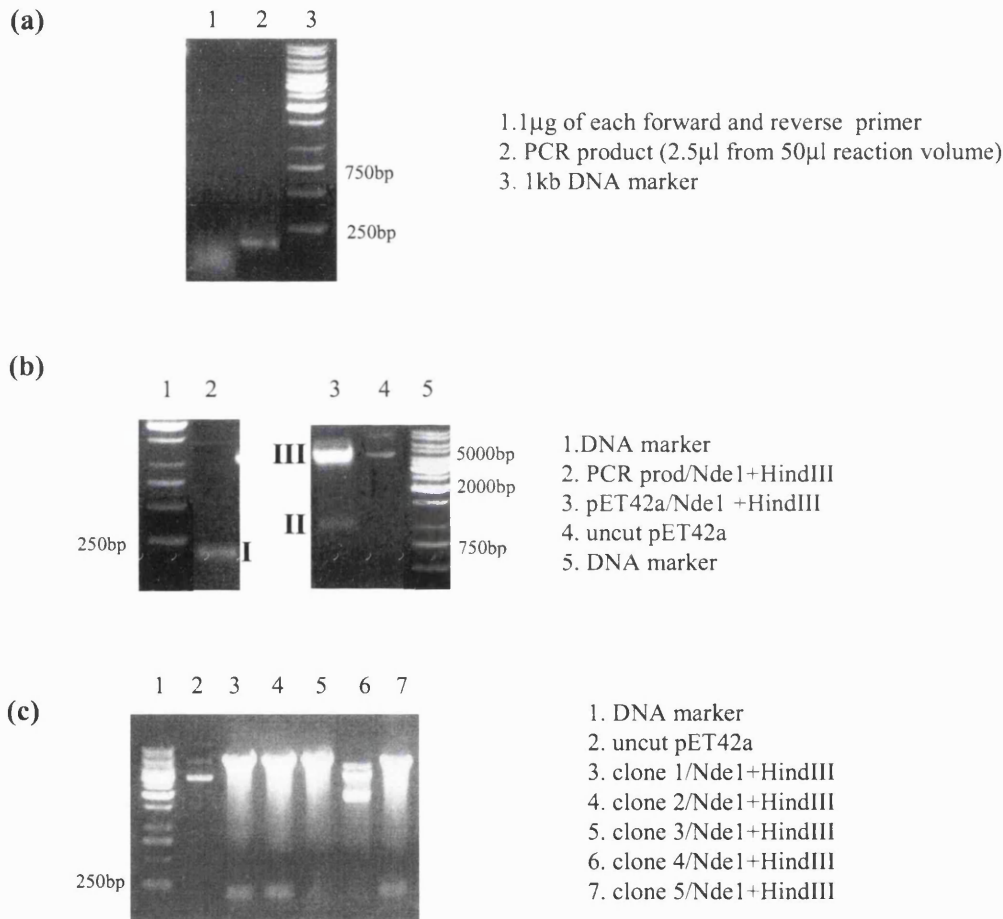 (a)
1 2 3
750bp
250bp
1.1µg of each forward and reverse primer
2. PCR product (2.5µl from 50µl reaction volume)
3. 1kb DNA marker
(b)
1 2
3 4 5
250bp
I
III
II
5000bp
2000bp
750bp
1.DNA marker
2. PCR prod/Nde1+HindIII
3. pET42a/Nde1 +HindIII
4. uncut pET42a
5. DNA marker
(c)
1 2 3 4 5 6 7
250bp
1. DNA marker
2. uncut pET42a
3. clone 1/Nde1+HindIII
4. clone 2/Nde1+HindIII
5. clone 3/Nde1+HindIII
6. clone 4/Nde1+HindIII
7. clone 5/Nde1+HindIII